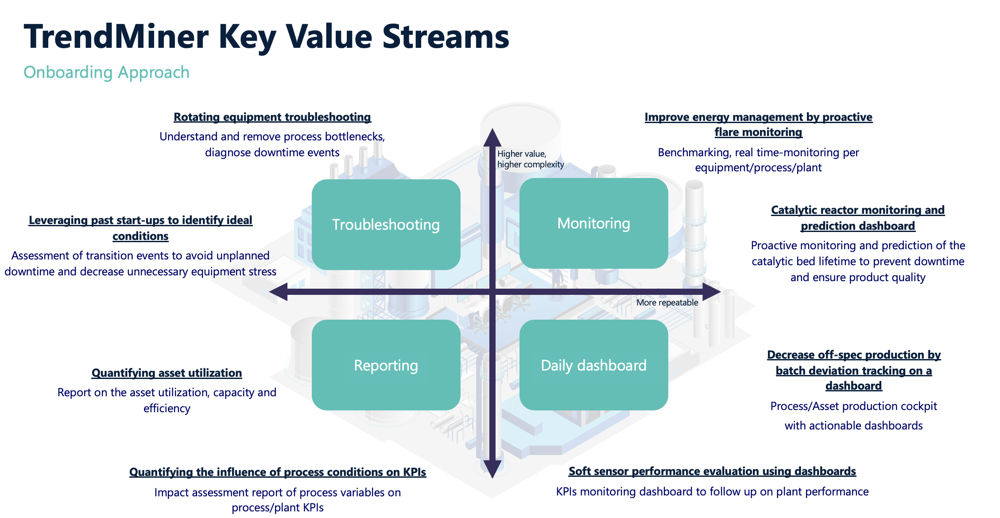 TrendMiner Key Value Streams
Onboarding Approach
Rotating equipment troubleshooting
Understand and remove process bottlenecks,
diagnose downtime events
Improve energy management by proactive
flare monitoring
Benchmarking, real time-monitoring per
equipment/process/plant
Higher value,
higher complexity
Troubleshooting
Monitoring
Leveraging past start-ups to identify ideal
conditions
Assessment of transition events to avoid unplanned
downtime and decrease unnecessary equipment stress
Catalytic reactor monitoring and
prediction dashboard
Proactive monitoring and prediction of the
catalytic bed lifetime to prevent downtime
and ensure product quality
More repeatable
Reporting
Daily dashboard
Quantifying asset utilization
Report on the asset utilization, capacity and
efficiency
Decrease off-spec production by
batch deviation tracking on a
dashboard
Process/Asset production cockpit
with actionable dashboards
Quantifying the influence of process conditions on KPIs
Impact assessment report of process variables on
process/plant KPIs
Soft sensor performance evaluation using dashboards
KPIs monitoring dashboard to follow up on plant performance